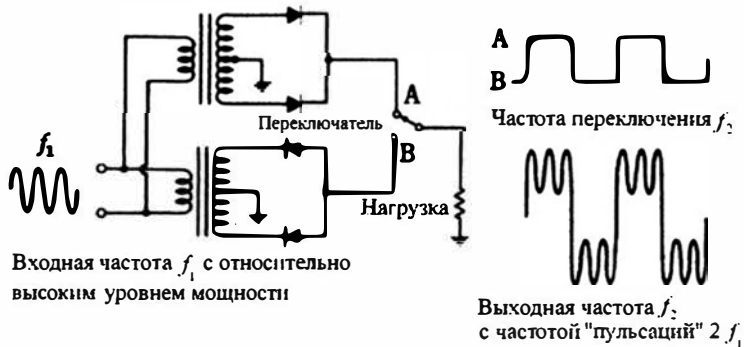 A
B
Частота переключения f₂
Переключатель
A
B
f₁
Нагрузка
Входная частота f₁ с относительно
высоким уровнем мощности
Выходная частота f₂
с частотой "пульсаций" 2 f₁